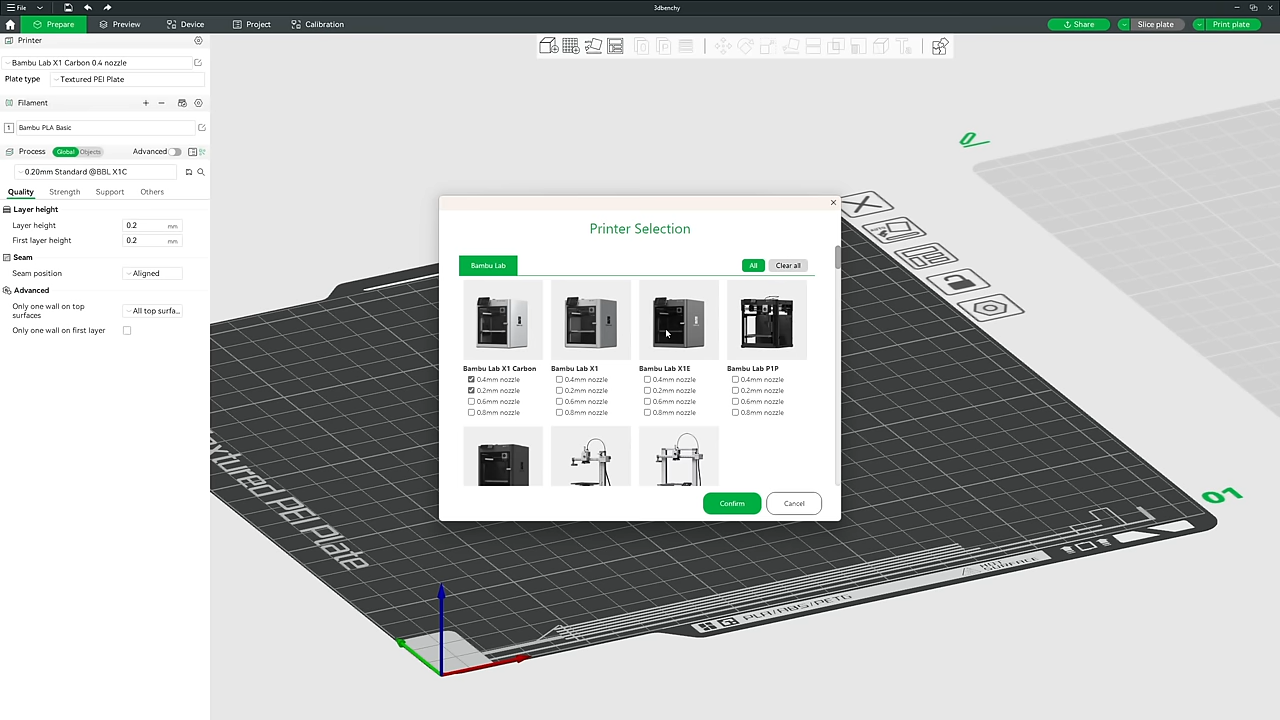 File
3dbenchy
Prepare
Preview
Device
Project
Calibration
Share
Slice plate
Print plate
Printer
Bambu Lab X1 Carbon 0.4 nozzle
Plate type
Textured PEI Plate
Filament
1
Bambu PLA Basic
Process
Global
Objects
Advanced
0.20mm Standard @BBL X1C
Quality
Strength
Support
Others
Layer height
Layer height
0.2
mm
First layer height
0.2
mm
Seam
Seam position
Aligned
Advanced
Only one wall on top
surfaces
All top surfa..
Only one wall on first layer
Printer Selection
Bambu Lab
All
Clear all
Bambu Lab X1 Carbon
0.4mm nozzle
0.2mm nozzle
0.6mm nozzle
0.8mm nozzle
Bambu Lab X1
0.4mm nozzle
0.2mm nozzle
0.6mm nozzle
0.8mm nozzle
Bambu Lab X1E
0.4mm nozzle
0.2mm nozzle
0.6mm nozzle
0.8mm nozzle
Bambu Lab P1P
0.4mm nozzle
0.2mm nozzle
0.6mm nozzle
0.8mm nozzle
Confirm
Cancel
extured PEI Plate
PLA/ABS/PETG
HOT
SURFACE
01